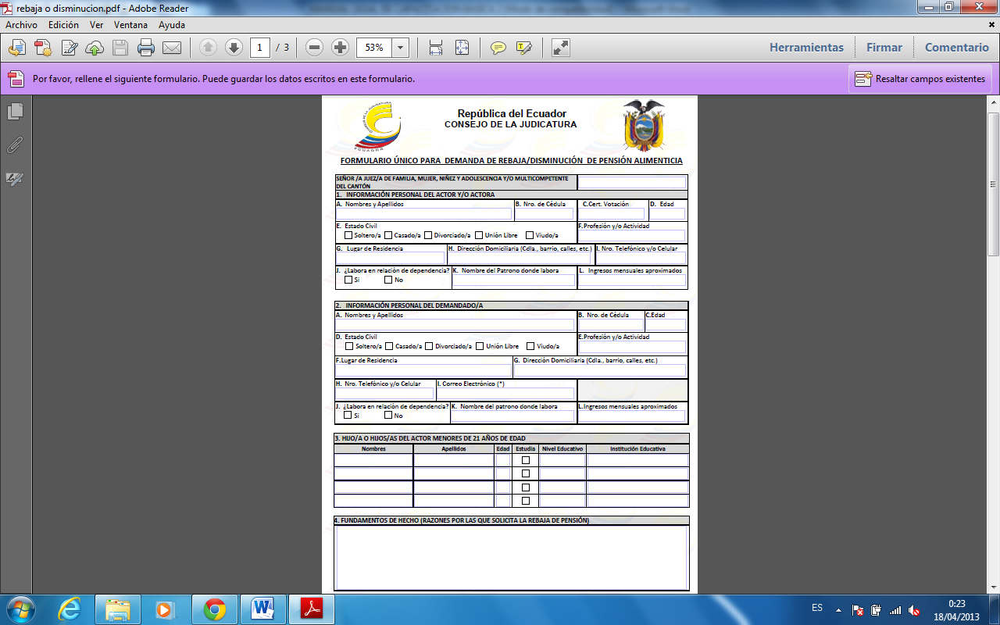 rebaja o disminucion.pdf - Adobe Reader
Archivo Edición Ver Ventana Ayuda
1 / 3 53% Herramientas Firmar Comentario
Por favor, rellene el siguiente formulario. Puede guardar los datos escritos en este formulario. Resaltar campos existentes
República del Ecuador
CONSEJO DE LA JUDICATURA
ECUADOR
FORMULARIO ÚNICO PARA DEMANDA DE REBAJA/DISMINUCIÓN DE PENSIÓN ALIMENTICIA
SEÑOR /A JUEZ/A DE FAMILIA, MUJER, NIÑEZ Y ADOLESCENCIA Y/O MULTICOMPETENTE
DEL CANTÓN
1. INFORMACIÓN PERSONAL DEL ACTOR Y/O ACTORA
A. Nombres y Apellidos B. Nro. de Cédula C.Cert. Votación D. Edad
E. Estado Civil F.Profesión y/o Actividad
Soltero/a Casado/a Divorciado/a Unión Libre Viudo/a
G. Lugar de Residencia H. Dirección Domiciliaria (Cdla., barrio, calles, etc.) I. Nro. Telefónico y/o Celular
J. ¿Labora en relación de dependencia? K. Nombre del Patrono donde labora L. Ingresos mensuales aproximados
Si No
2. INFORMACIÓN PERSONAL DEL DEMANDADO/A
A. Nombres y Apellidos B. Nro. de Cédula C.Edad
D. Estado Civil E.Profesión y/o Actividad
Soltero/a Casado/a Divorciado/a Unión Libre Viudo/a
F.Lugar de Residencia G. Dirección Domiciliaria (Cdla., barrio, calles, etc.)
H. Nro. Telefónico y/o Celular I. Correo Electrónico (*)
J. ¿Labora en relación de dependencia? K. Nombre del patrono donde labora L.Ingresos mensuales aproximados
Si No
3. HIJO/A O HIJOS/AS DEL ACTOR MENORES DE 21 AÑOS DE EDAD
Nombres Apellidos Edad Estudia Nivel Educativo Institución Educativa
4. FUNDAMENTOS DE HECHO (RAZONES POR LAS QUE SOLICITA LA REBAJA DE PENSIÓN)
ES 0:23
18/04/2013